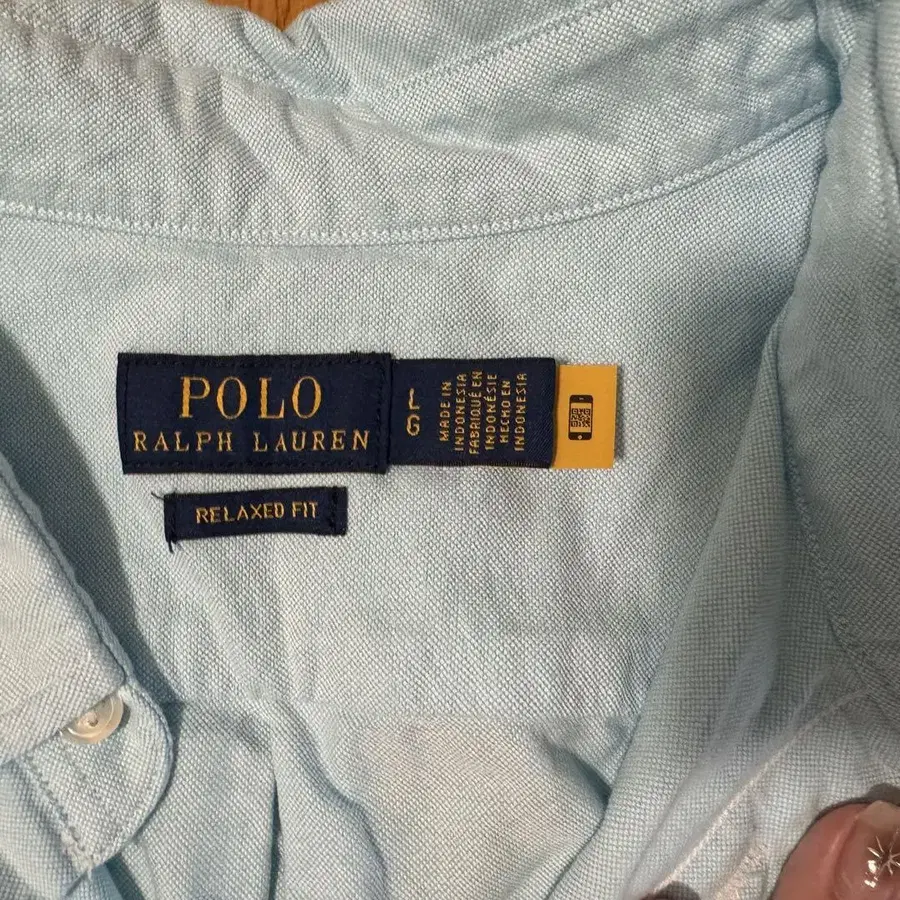 POLO
RALPH LAUREN
L
G
MADE IN
INDONESIA
FABRIQUÉ EN
INDONÉSIE
HECHO EN
INDONESIA
RELAXED FIT